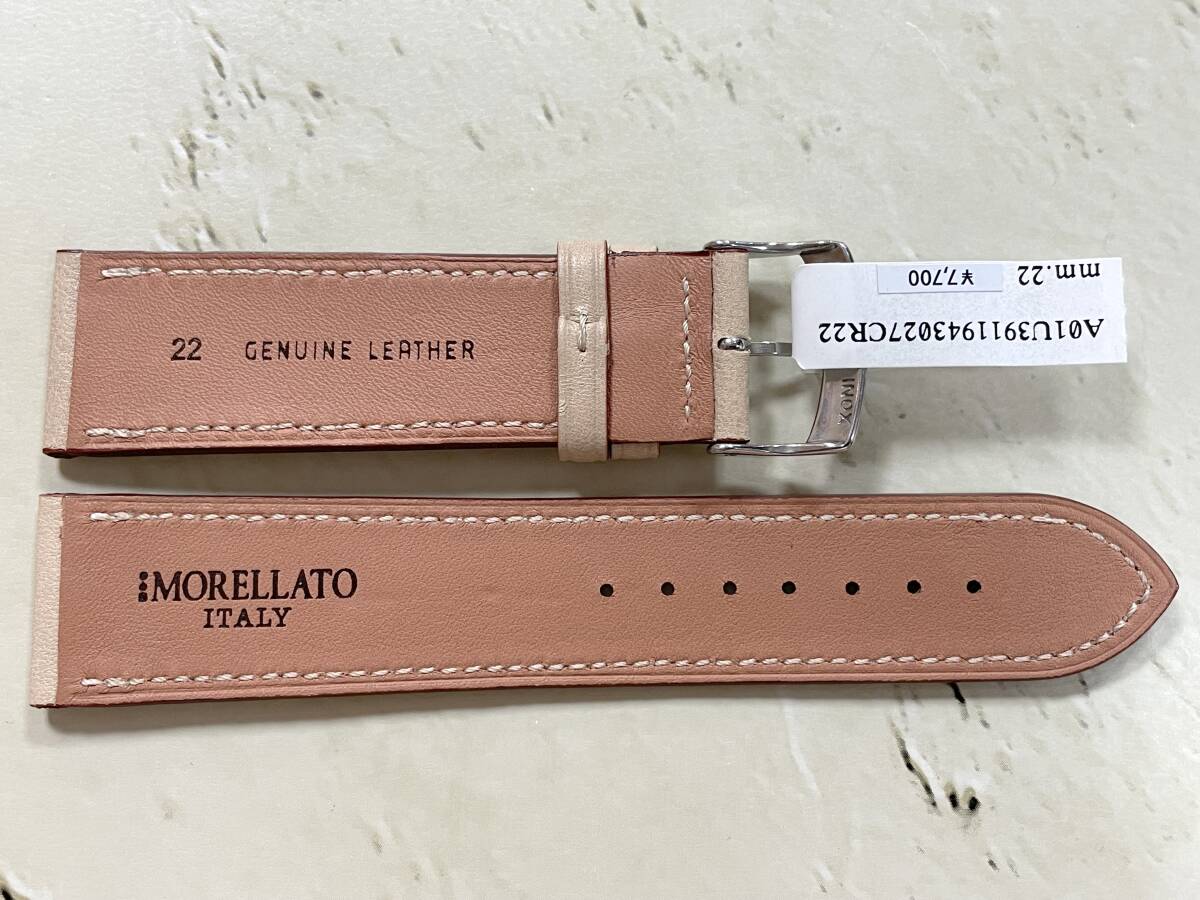 22 GENUINE LEATHER
INOX
A01U3911943027CR22
mm.22
¥7,700
MORELLATO
ITALY